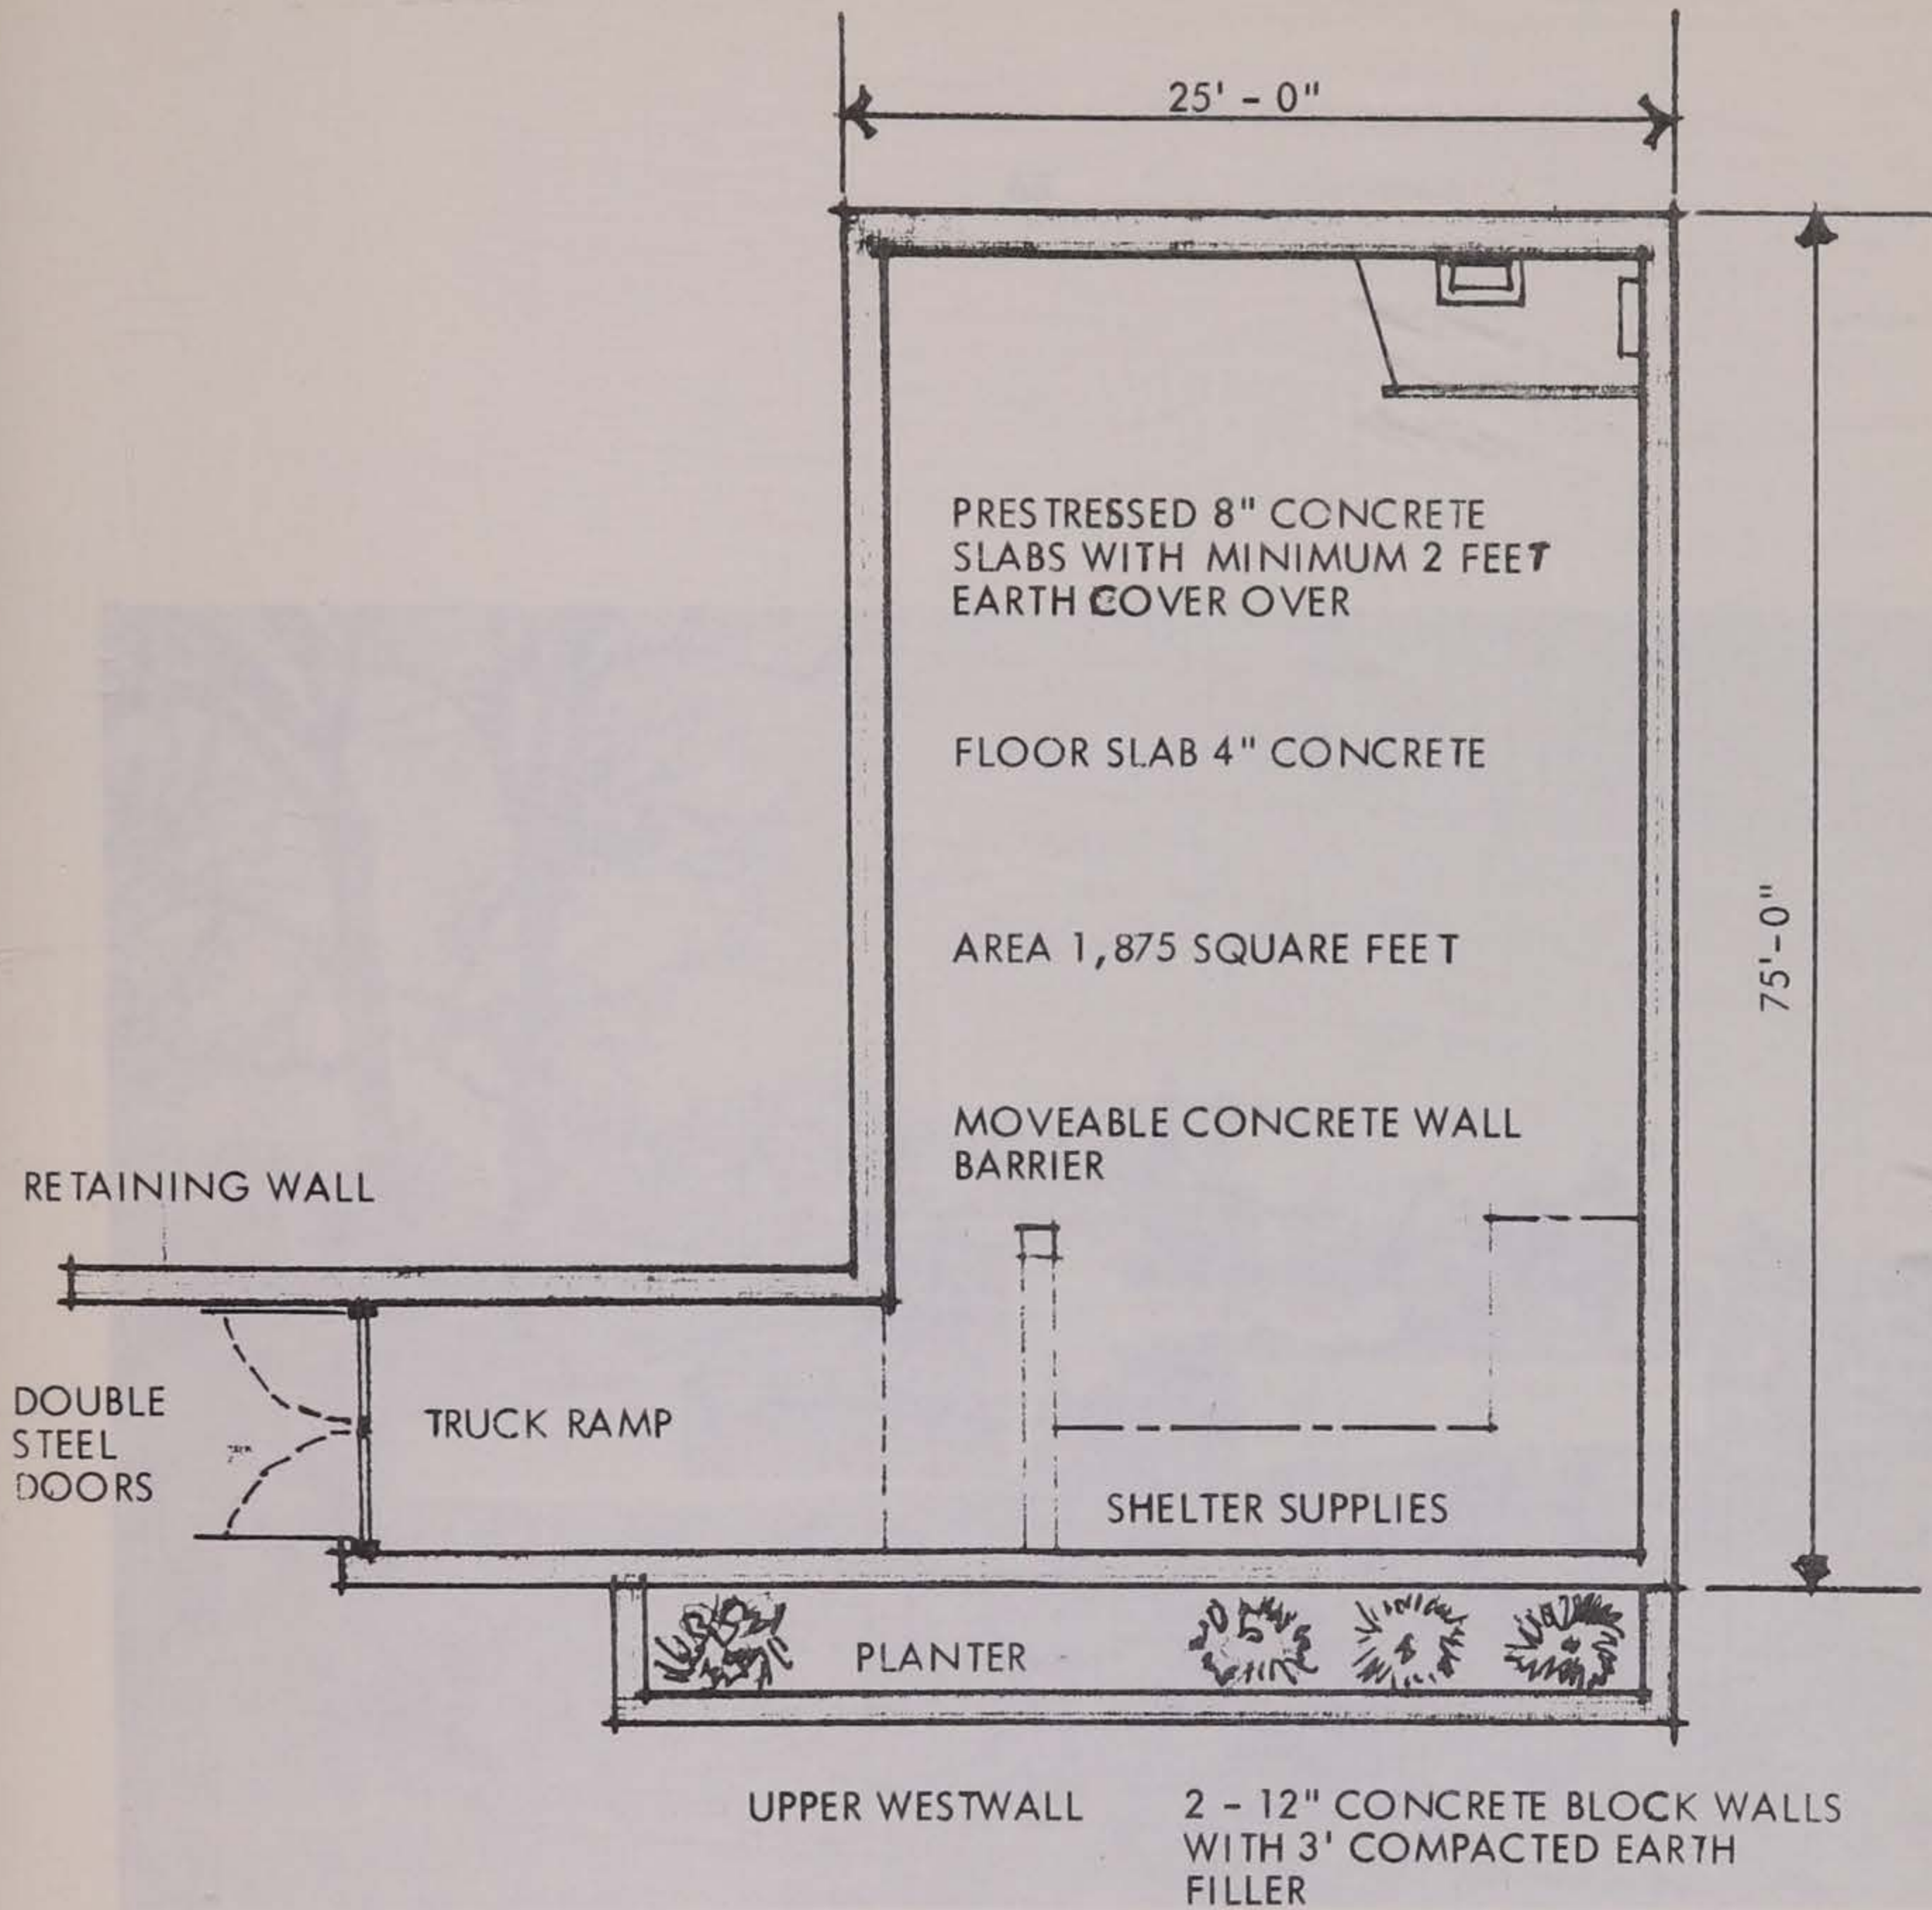 25' - 0"
PRESTRESSED 8" CONCRETE
SLABS WITH MINIMUM 2 FEET
EARTH COVER OVER
FLOOR SLAB 4" CONCRETE
75'-0"
AREA 1,875 SQUARE FEET
MOVEABLE CONCRETE WALL
BARRIER
RETAINING WALL
DOUBLE
STEEL
DOORS
TRUCK RAMP
SHELTER SUPPLIES
PLANTER
UPPER WESTWALL
2 - 12" CONCRETE BLOCK WALLS
WITH 3' COMPACTED EARTH
FILLER